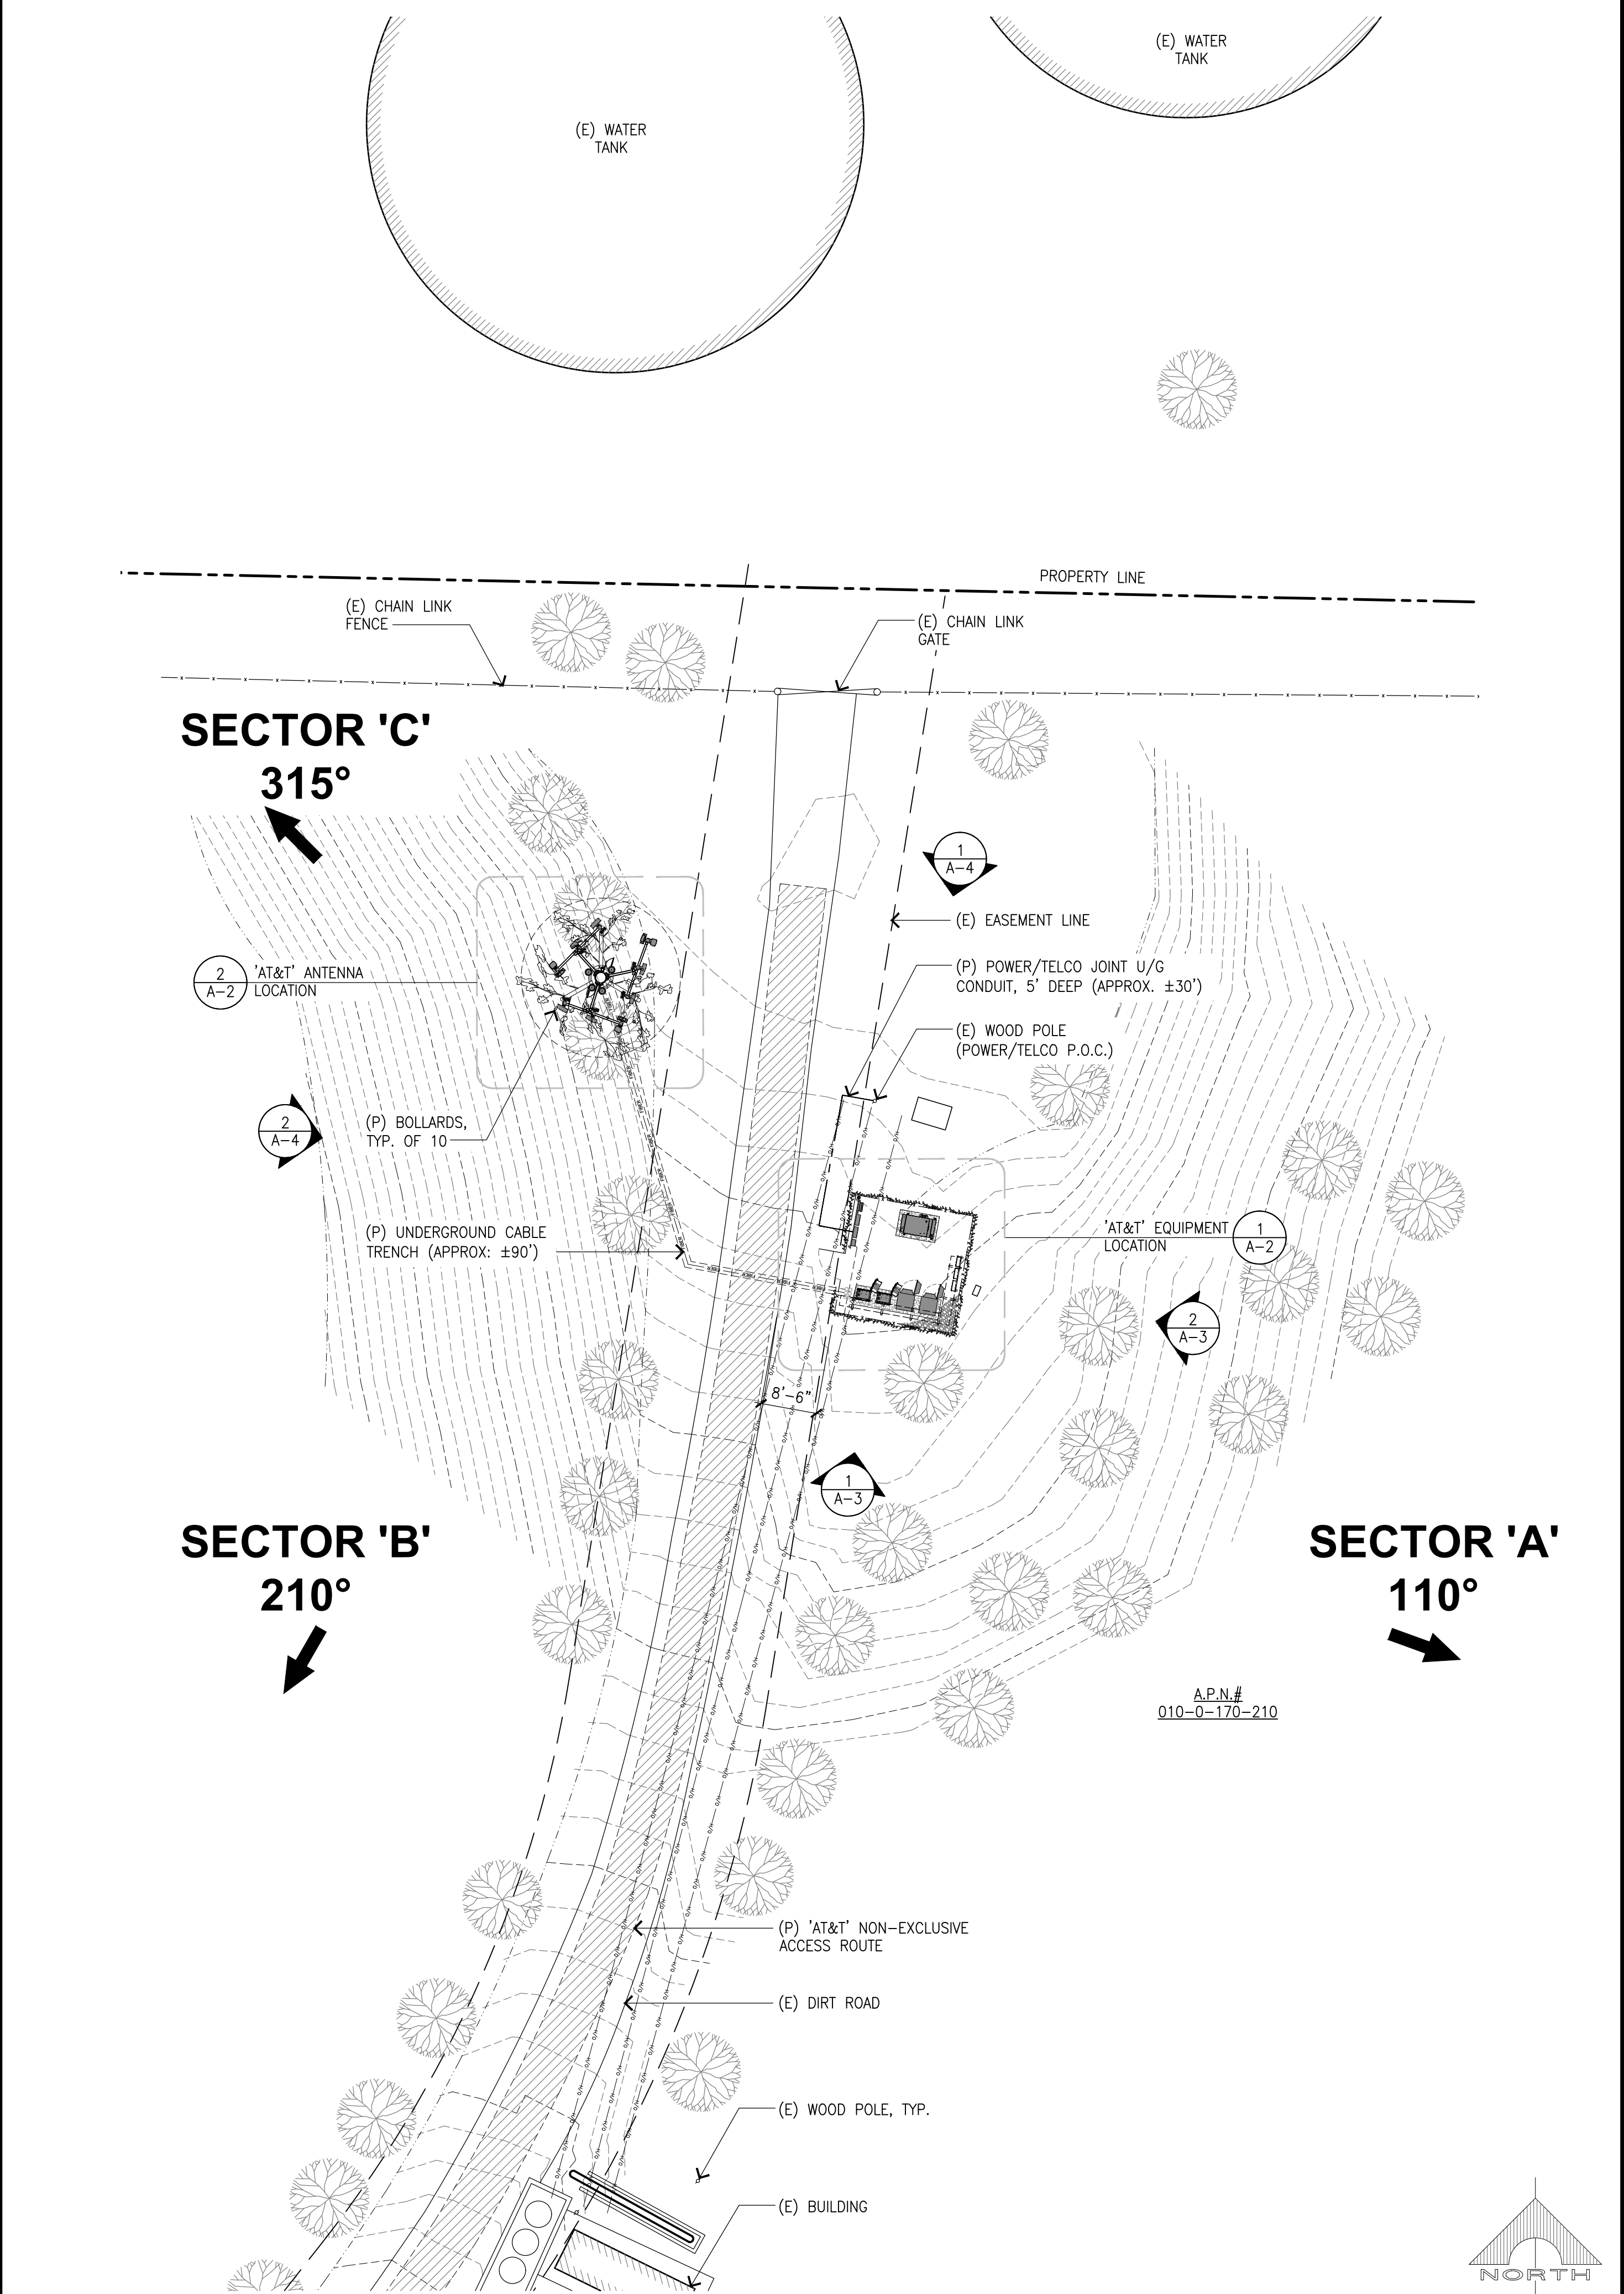 (E) WATER
TANK
(E) WATER
TANK
PROPERTY LINE
(E) CHAIN LINK
FENCE
(E) CHAIN LINK
GATE
SECTOR 'C'
315°
1
A-4
(E) EASEMENT LINE
2
A-2
'AT&T' ANTENNA
LOCATION
(P) POWER/TELCO JOINT U/G
CONDUIT, 5' DEEP (APPROX. ±30')
(E) WOOD POLE
(POWER/TELCO P.O.C.)
2
A-4
(P) BOLLARDS,
TYP. OF 10
(P) UNDERGROUND CABLE
TRENCH (APPROX: ±90')
'AT&T' EQUIPMENT
LOCATION
1
A-2
2
A-3
8'-6"
1
A-3
SECTOR 'B'
210°
SECTOR 'A'
110°
A.P.N.#
010-0-170-210
(P) 'AT&T' NON-EXCLUSIVE
ACCESS ROUTE
(E) DIRT ROAD
(E) WOOD POLE, TYP.
(E) BUILDING
NORTH